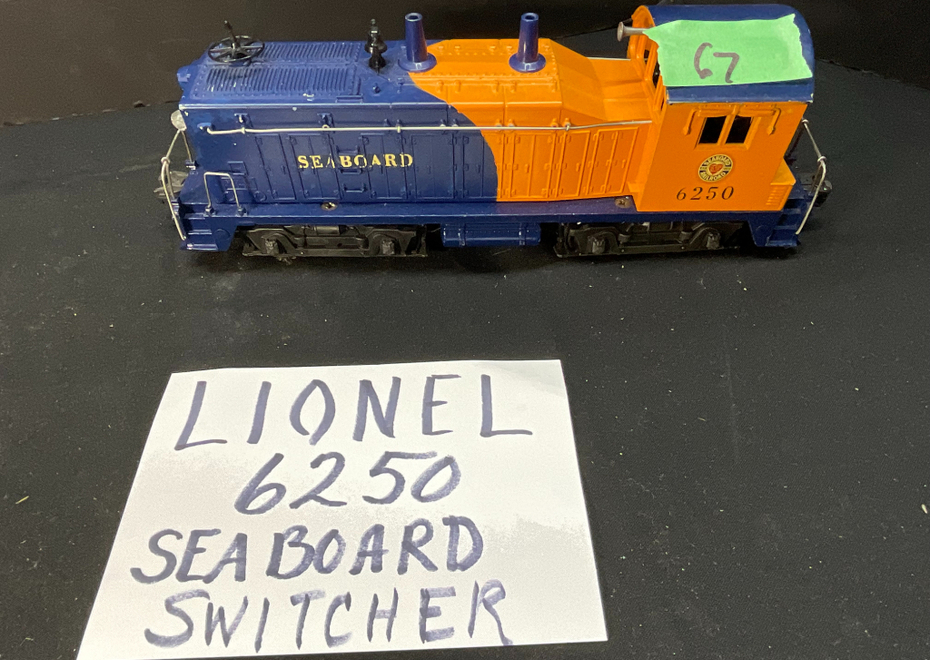 67
SEABOARD
6250
LIONEL
6250
SEABOARD
SWITCHER